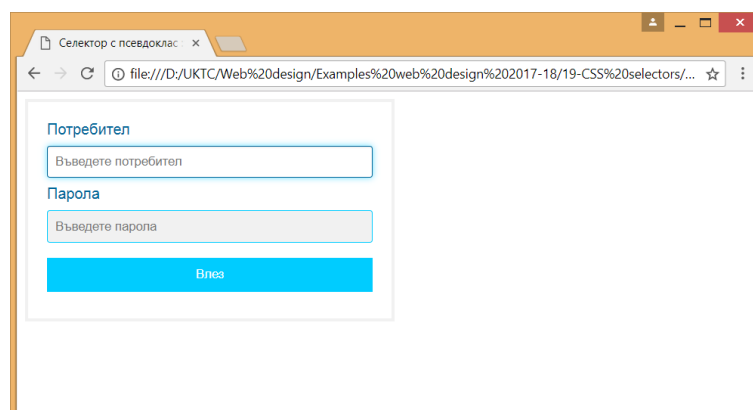 Селектор с псевдоклас
file:///D:/UKTC/Web%20design/Examples%20web%20design%202017-18/19-CSS%20selectors/...
Потребител
Въведете потребител
Парола
Въведете парола
Влез